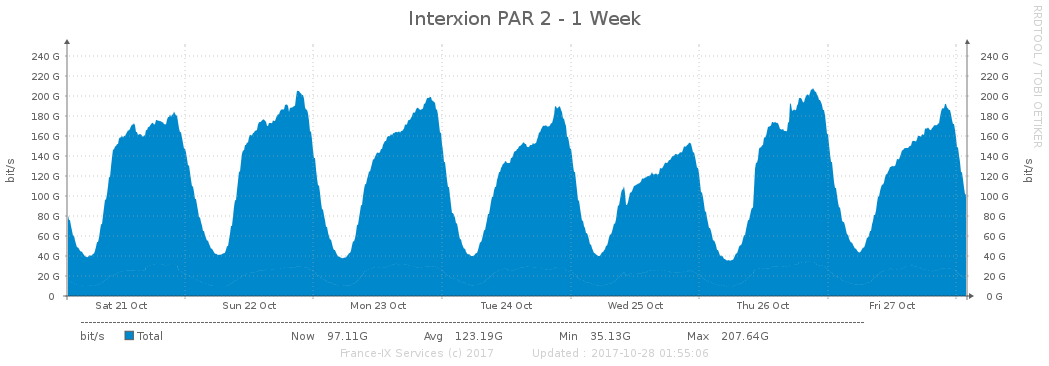 Interxion PAR 2 - 1 Week
RRDTOOL / TOBI OETIKER
bit/s
240 G
220 G
200 G
180 G
160 G
140 G
120 G
100 G
80 G
60 G
40 G
20 G
0
240 G
220 G
200 G
180 G
160 G
140 G
120 G
100 G
80 G
60 G
40 G
20 G
0 G
bit/s
Sat 21 Oct Sun 22 Oct Mon 23 Oct Tue 24 Oct Wed 25 Oct Thu 26 Oct Fri 27 Oct
bit/s Total Now 97.11G Avg 123.19G Min 35.13G Max 207.64G
France-IX Services (c) 2017 Updated : 2017-10-28 01:55:06